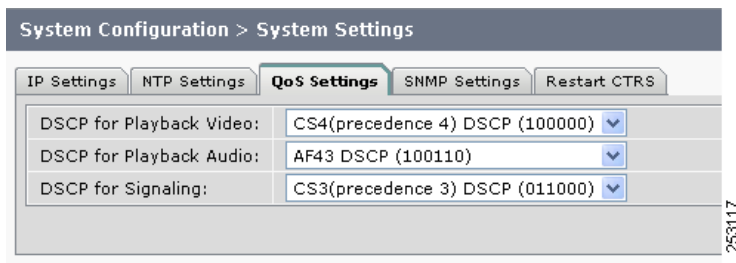 System Configuration > System Settings
IP Settings NTP Settings QoS Settings SNMP Settings Restart CTRS
DSCP for Playback Video: CS4(precedence 4) DSCP (100000)
DSCP for Playback Audio: AF43 DSCP (100110)
DSCP for Signaling: CS3(precedence 3) DSCP (011000)
253117